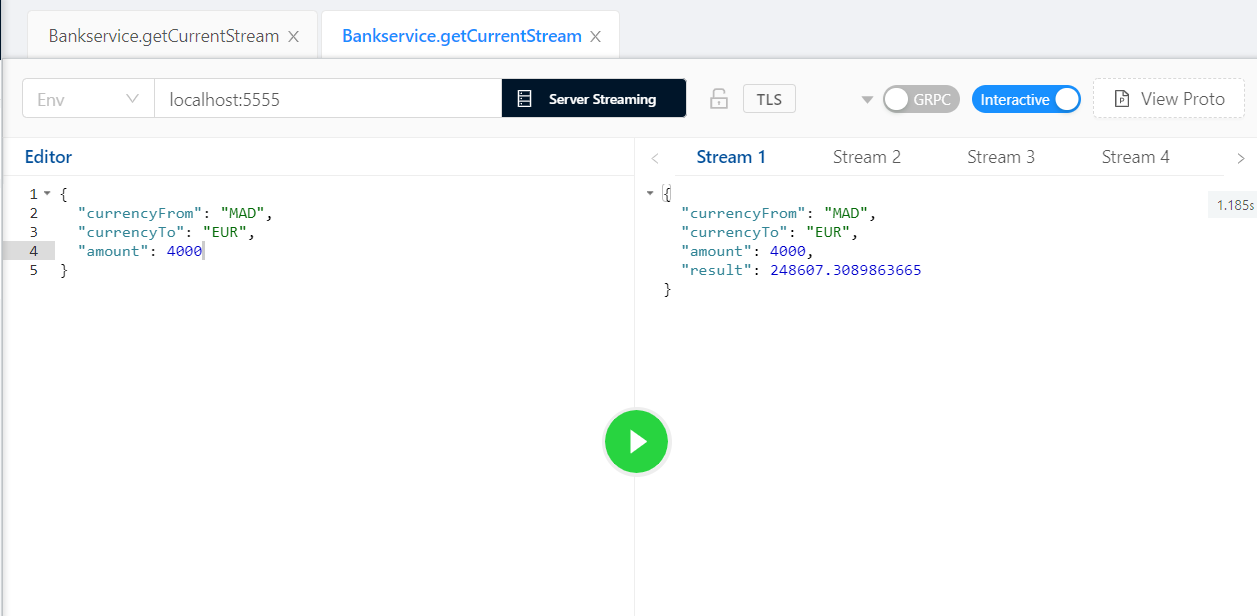 Bankservice.getCurrentStream X Bankservice.getCurrentStream X
Env localhost:5555 Server Streaming TLS GRPC Interactive View Proto
Editor < Stream 1 Stream 2 Stream 3 Stream 4 >
1 {
2 "currencyFrom": "MAD",
3 "currencyTo": "EUR",
4 "amount": 4000
5 }
{
"currencyFrom": "MAD",
"currencyTo": "EUR",
"amount": 4000,
"result": 248607.3089863665
}
1.185s